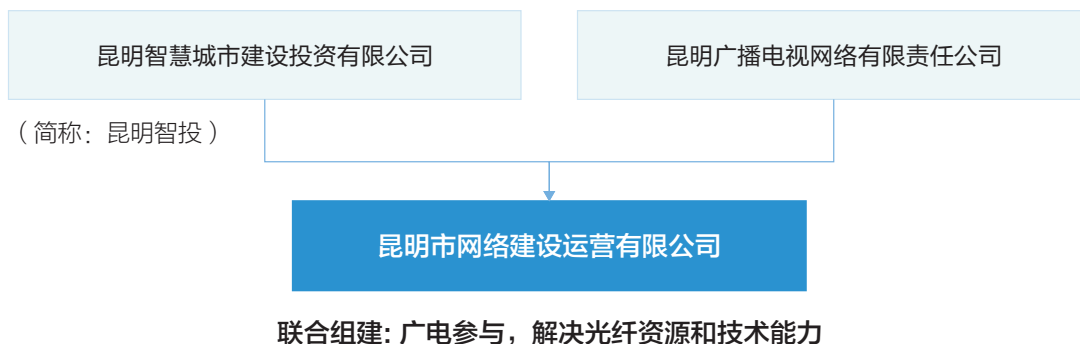 昆明智慧城市建设投资有限公司
昆明广播电视网络有限责任公司
（简称：昆明智投）
昆明市网络建设运营有限公司
联合组建: 广电参与，解决光纤资源和技术能力